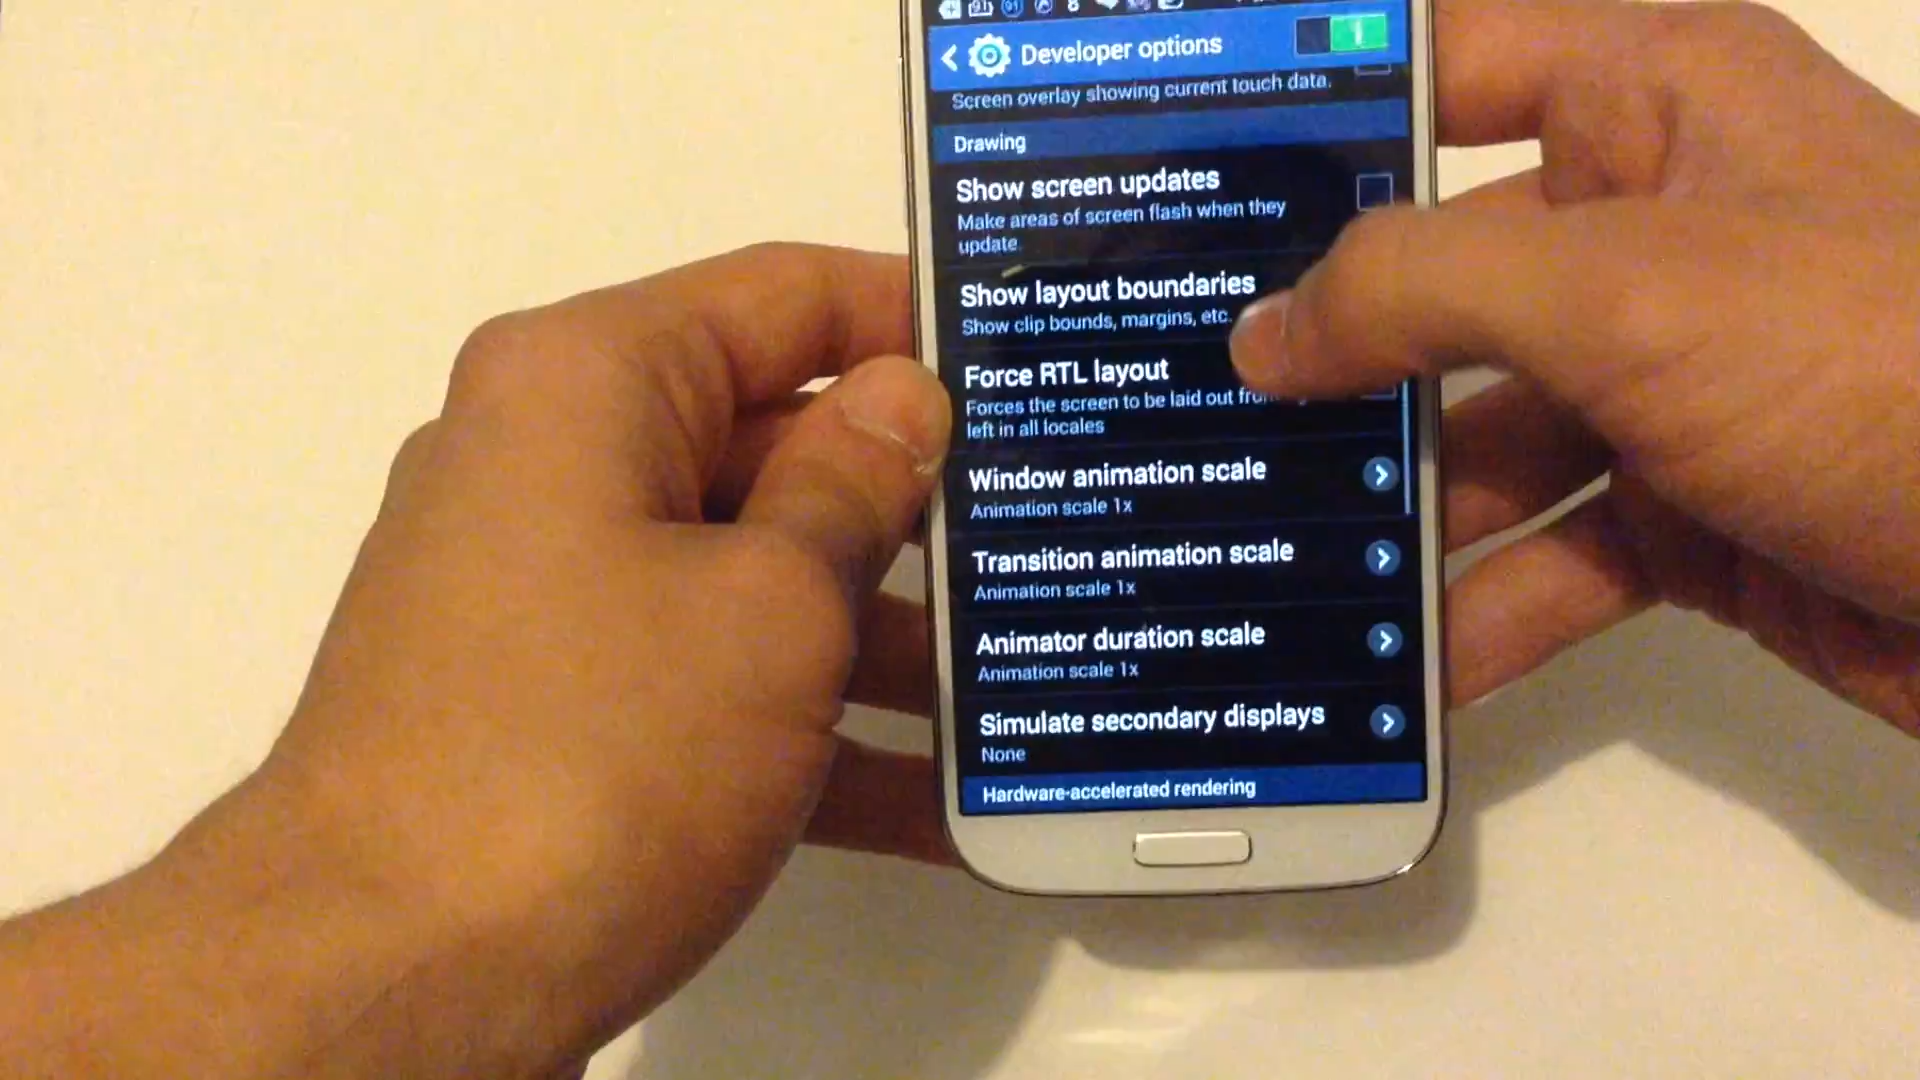 91
91
8
Developer options
Screen overlay showing current touch data.
Drawing
Show screen updates
Make areas of screen flash when they
update.
Show layout boundaries
Show clip bounds, margins, etc.
Force RTL layout
Forces the screen to be laid out
left in all locales
Window animation scale
Animation scale 1x
Transition animation scale
Animation scale 1x
Animator duration scale
Animation scale 1x
Simulate secondary displays
None
Hardware-accelerated rendering